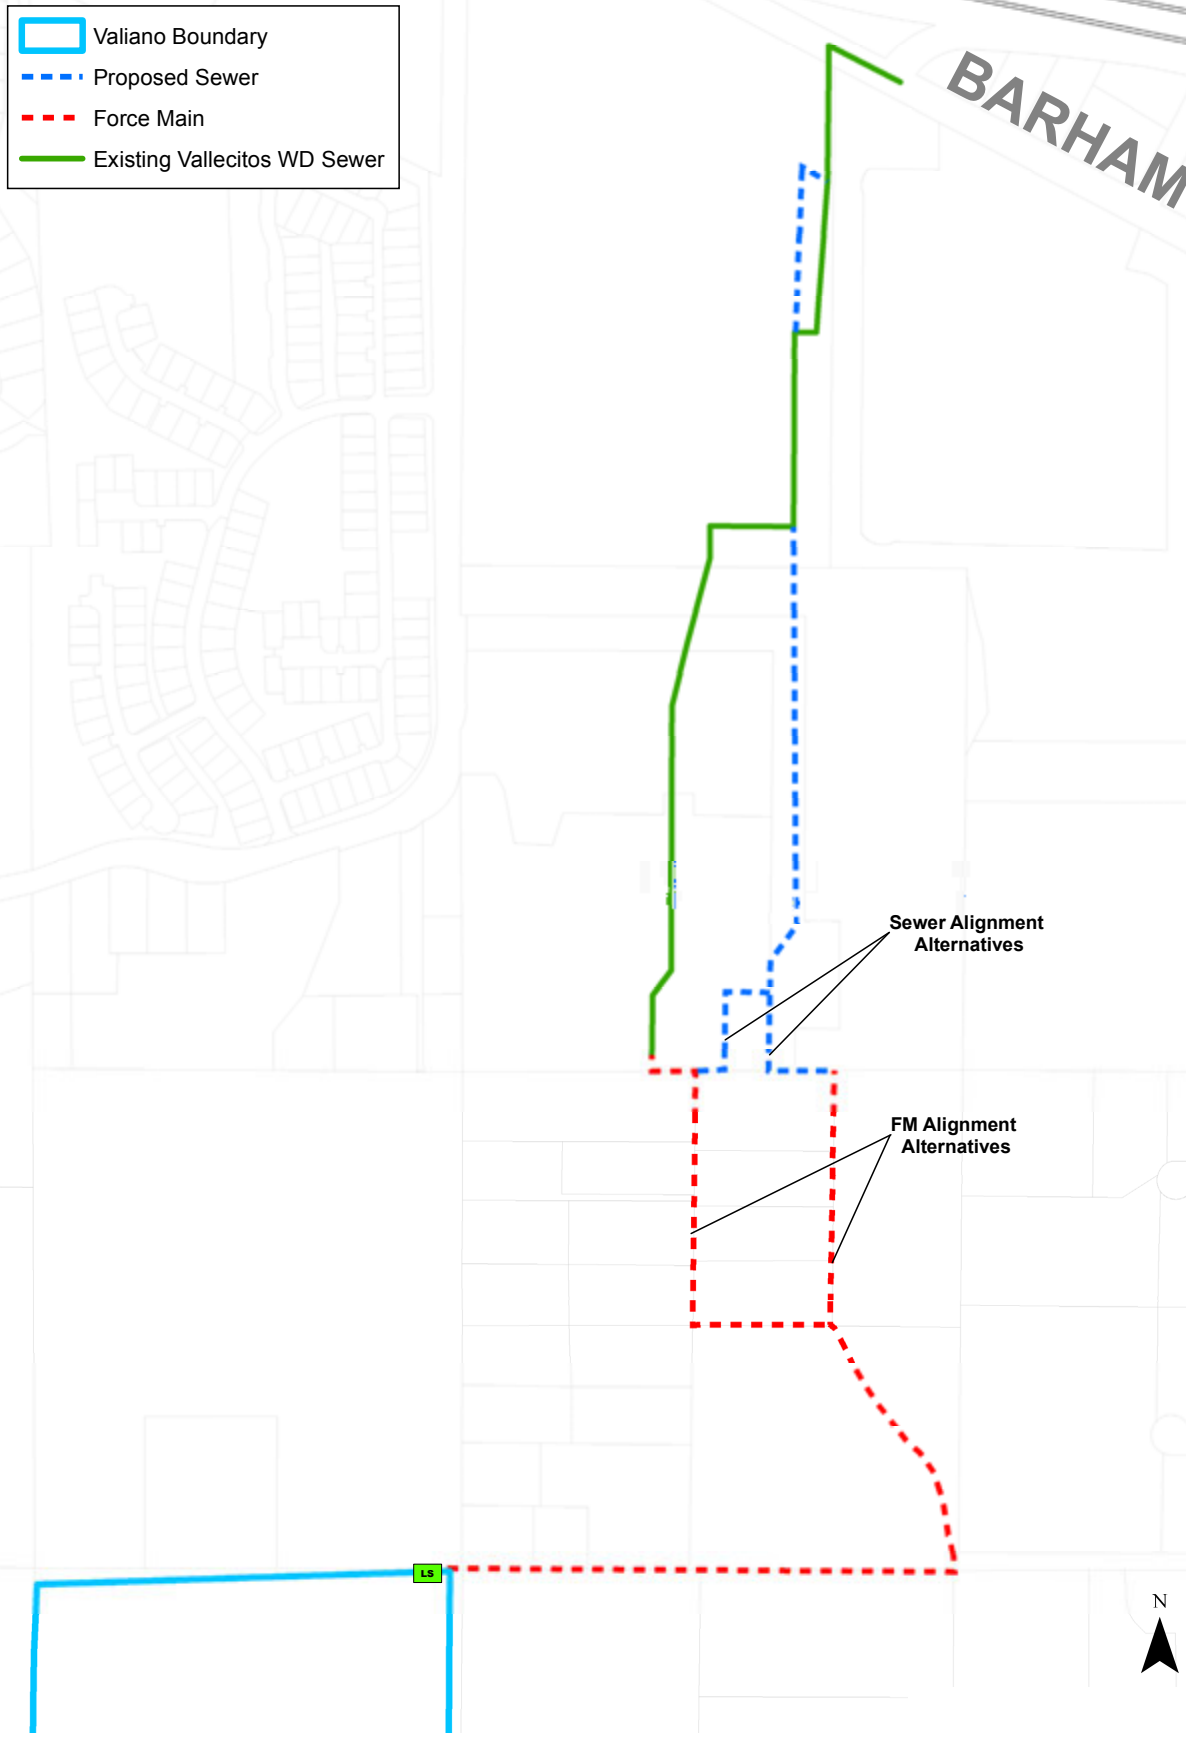 Valiano Boundary
Proposed Sewer
Force Main
Existing Vallecitos WD Sewer
BARHAM
Sewer Alignment
Alternatives
FM Alignment
Alternatives
LS
N